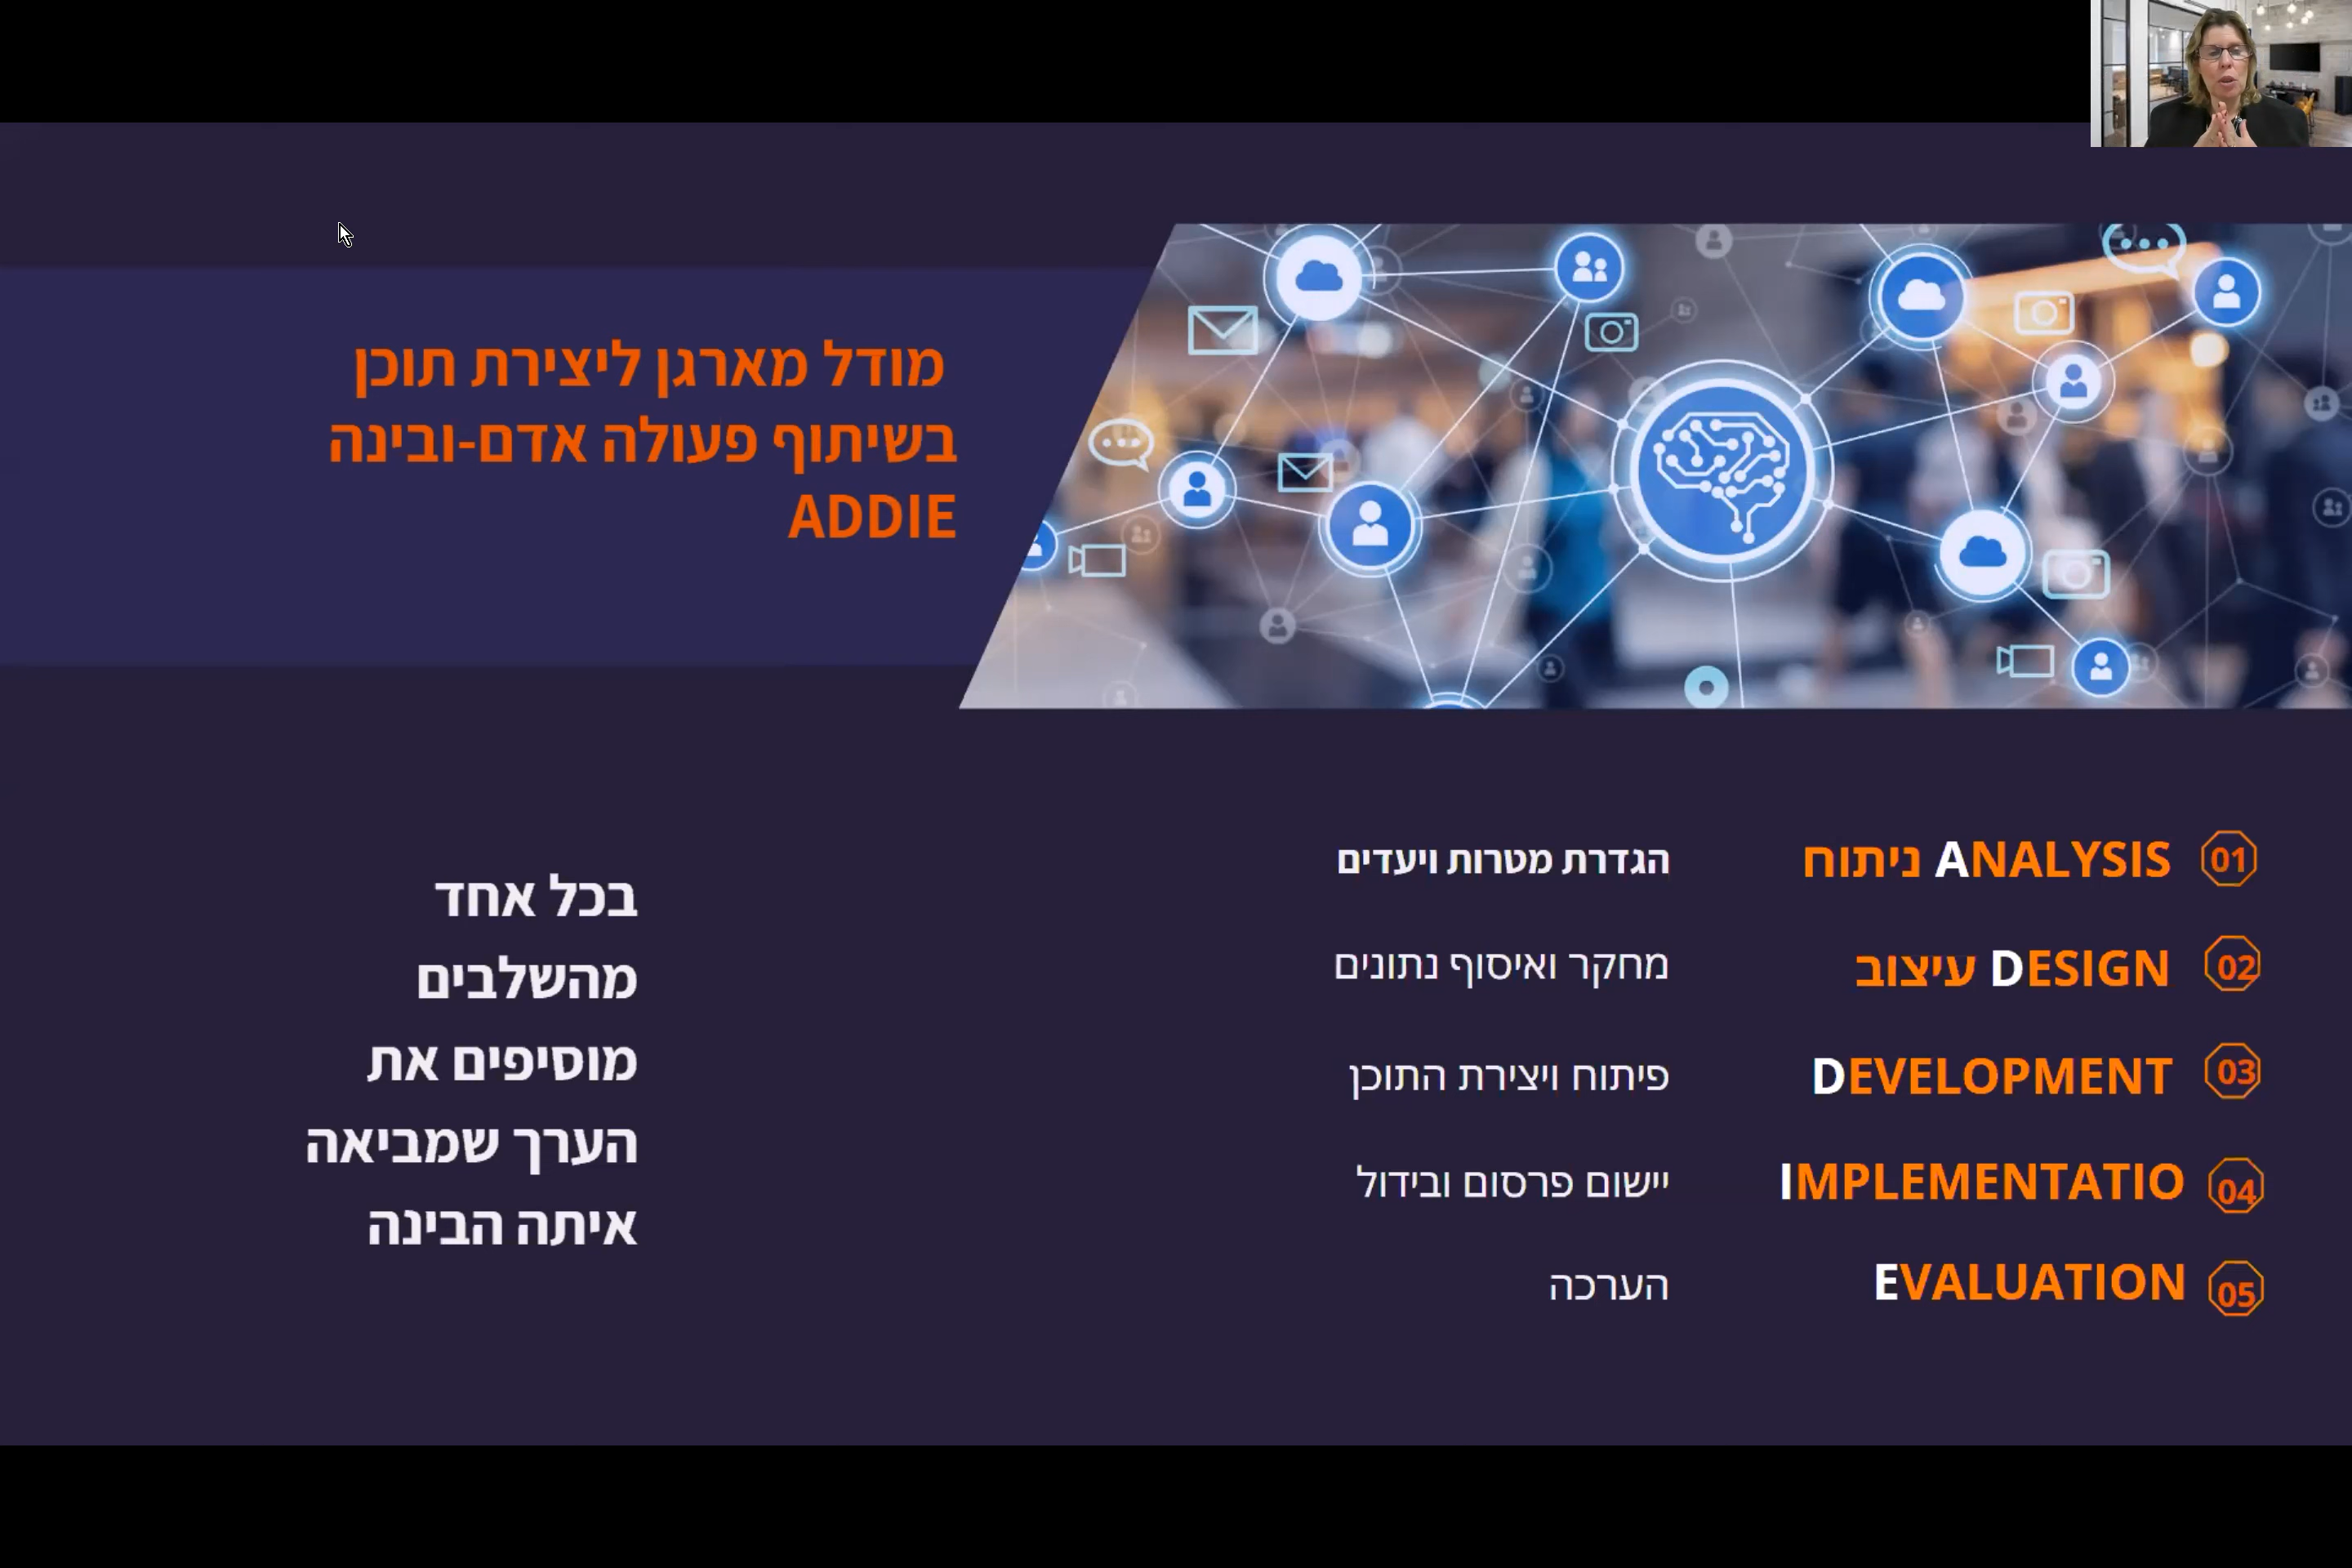 מודל מארגן ליצירת תוכן
בשיתוף פעולה אדם-ובינה
ADDIE
01 ANALYSIS ניתוח הגדרת מטרות ויעדים
02 DESIGN עיצוב מחקר ואיסוף נתונים
03 DEVELOPMENT פיתוח ויצירת התוכן
04 IMPLEMENTATIO יישום פרסום ובידול
05 EVALUATION הערכה
בכל אחד
מהשלבים
מוסיפים את
הערך שמביאה
איתה הבינה